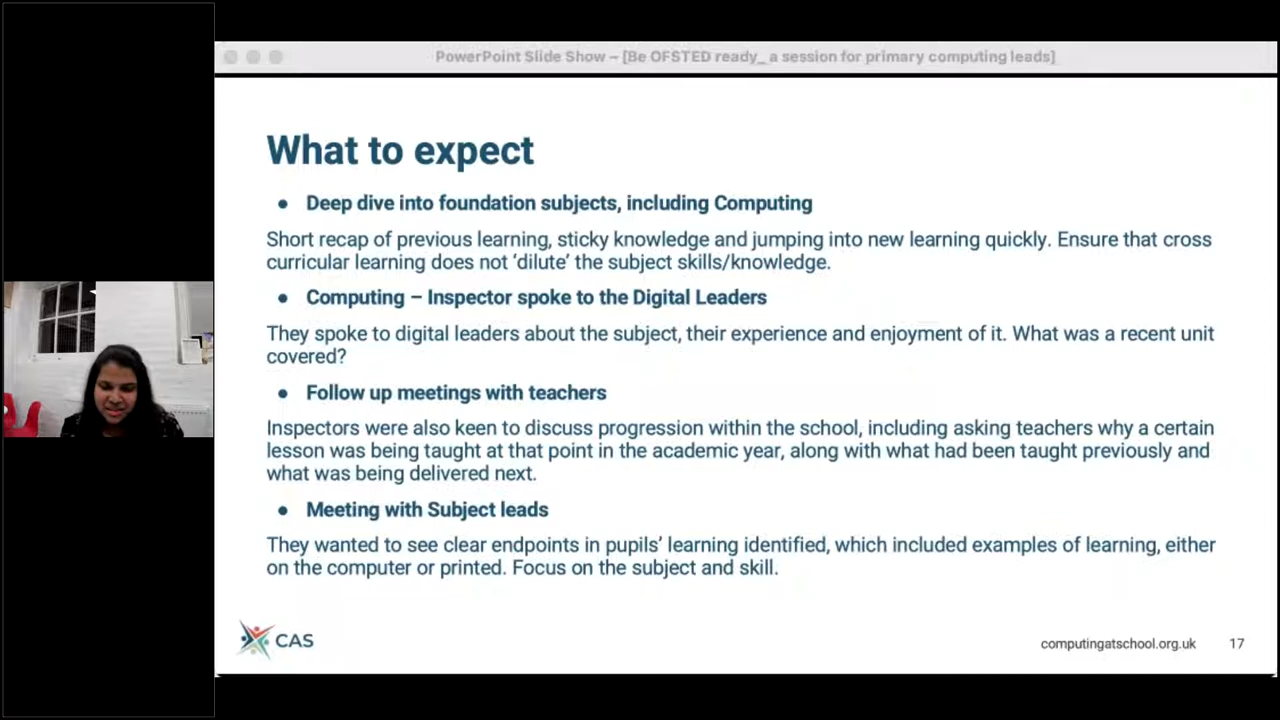 PowerPoint Slide Show – [Be OFSTED ready_ a session for primary computing leads]
What to expect
● Deep dive into foundation subjects, including Computing
Short recap of previous learning, sticky knowledge and jumping into new learning quickly. Ensure that cross
curricular learning does not ‘dilute’ the subject skills/knowledge.
● Computing – Inspector spoke to the Digital Leaders
They spoke to digital leaders about the subject, their experience and enjoyment of it. What was a recent unit
covered?
● Follow up meetings with teachers
Inspectors were also keen to discuss progression within the school, including asking teachers why a certain
lesson was being taught at that point in the academic year, along with what had been taught previously and
what was being delivered next.
● Meeting with Subject leads
They wanted to see clear endpoints in pupils’ learning identified, which included examples of learning, either
on the computer or printed. Focus on the subject and skill.
CAS
computingatschool.org.uk 17